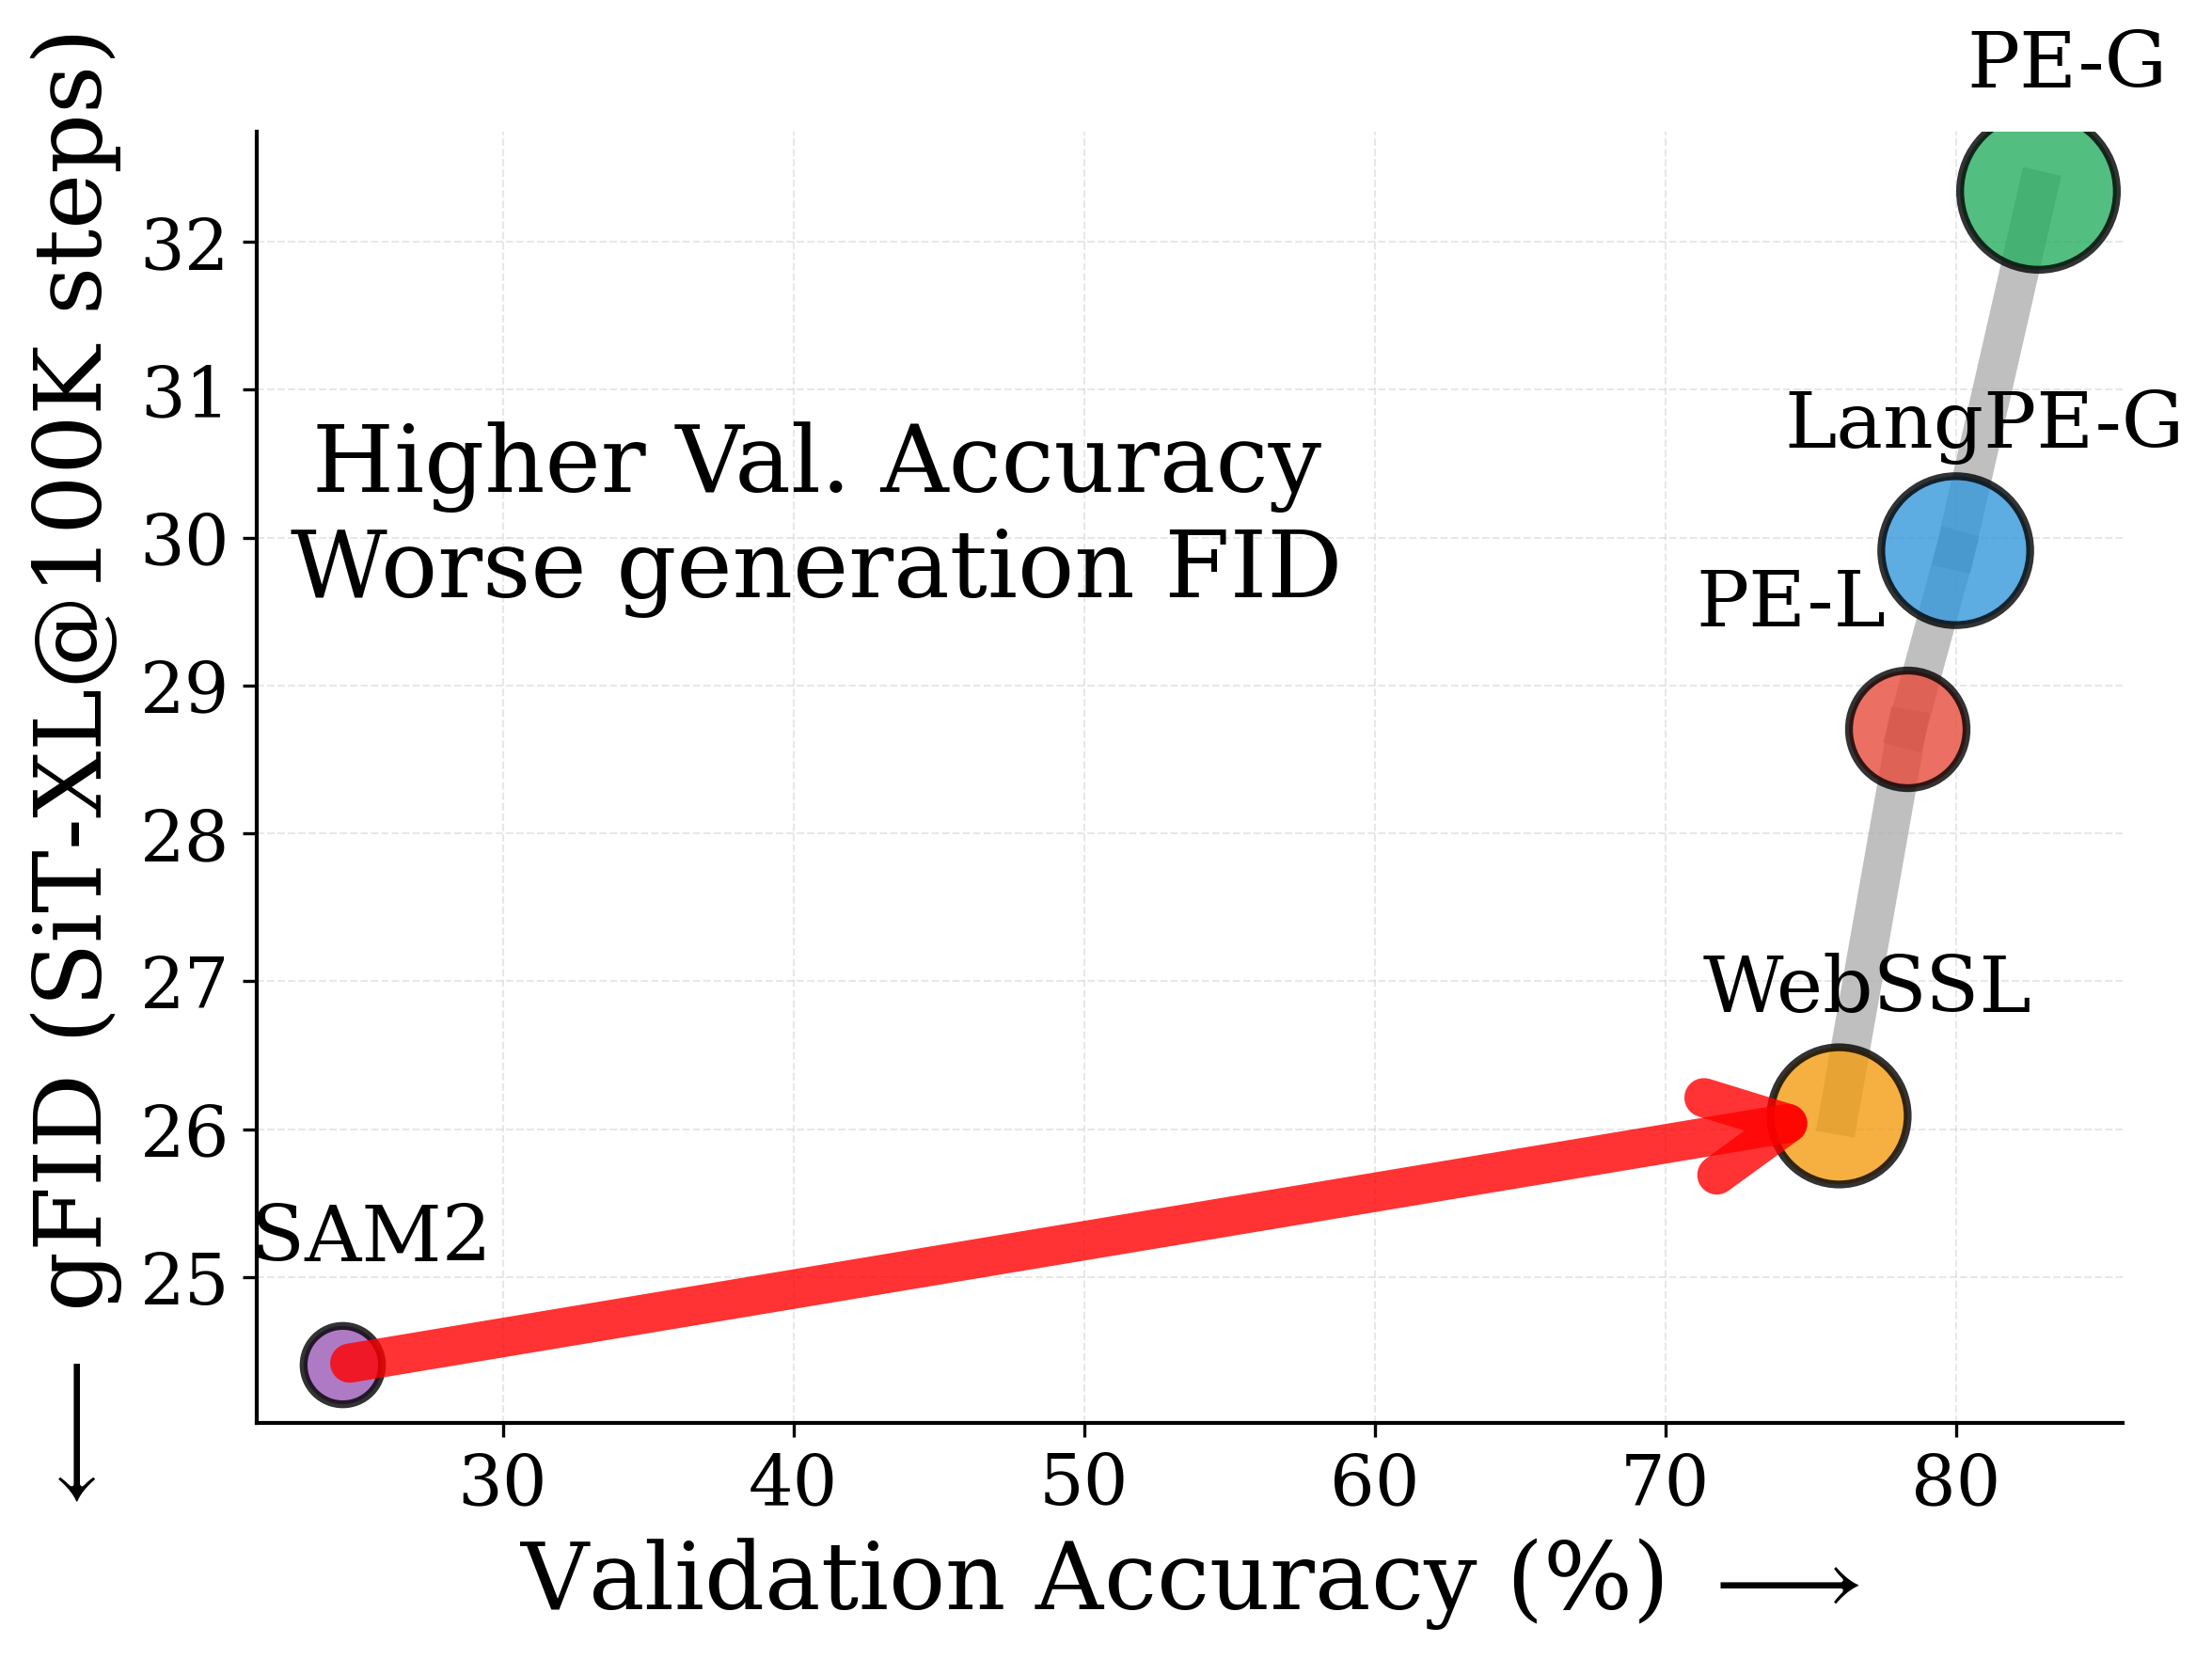 PE-G
32
31
30
29
28
27
26
25
⟵ gFID (SiT-XL@100K steps)
Higher Val. Accuracy
Worse generation FID
LangPE-G
PE-L
WebSSL
SAM2
30 40 50 60 70 80
Validation Accuracy (%) ⟶